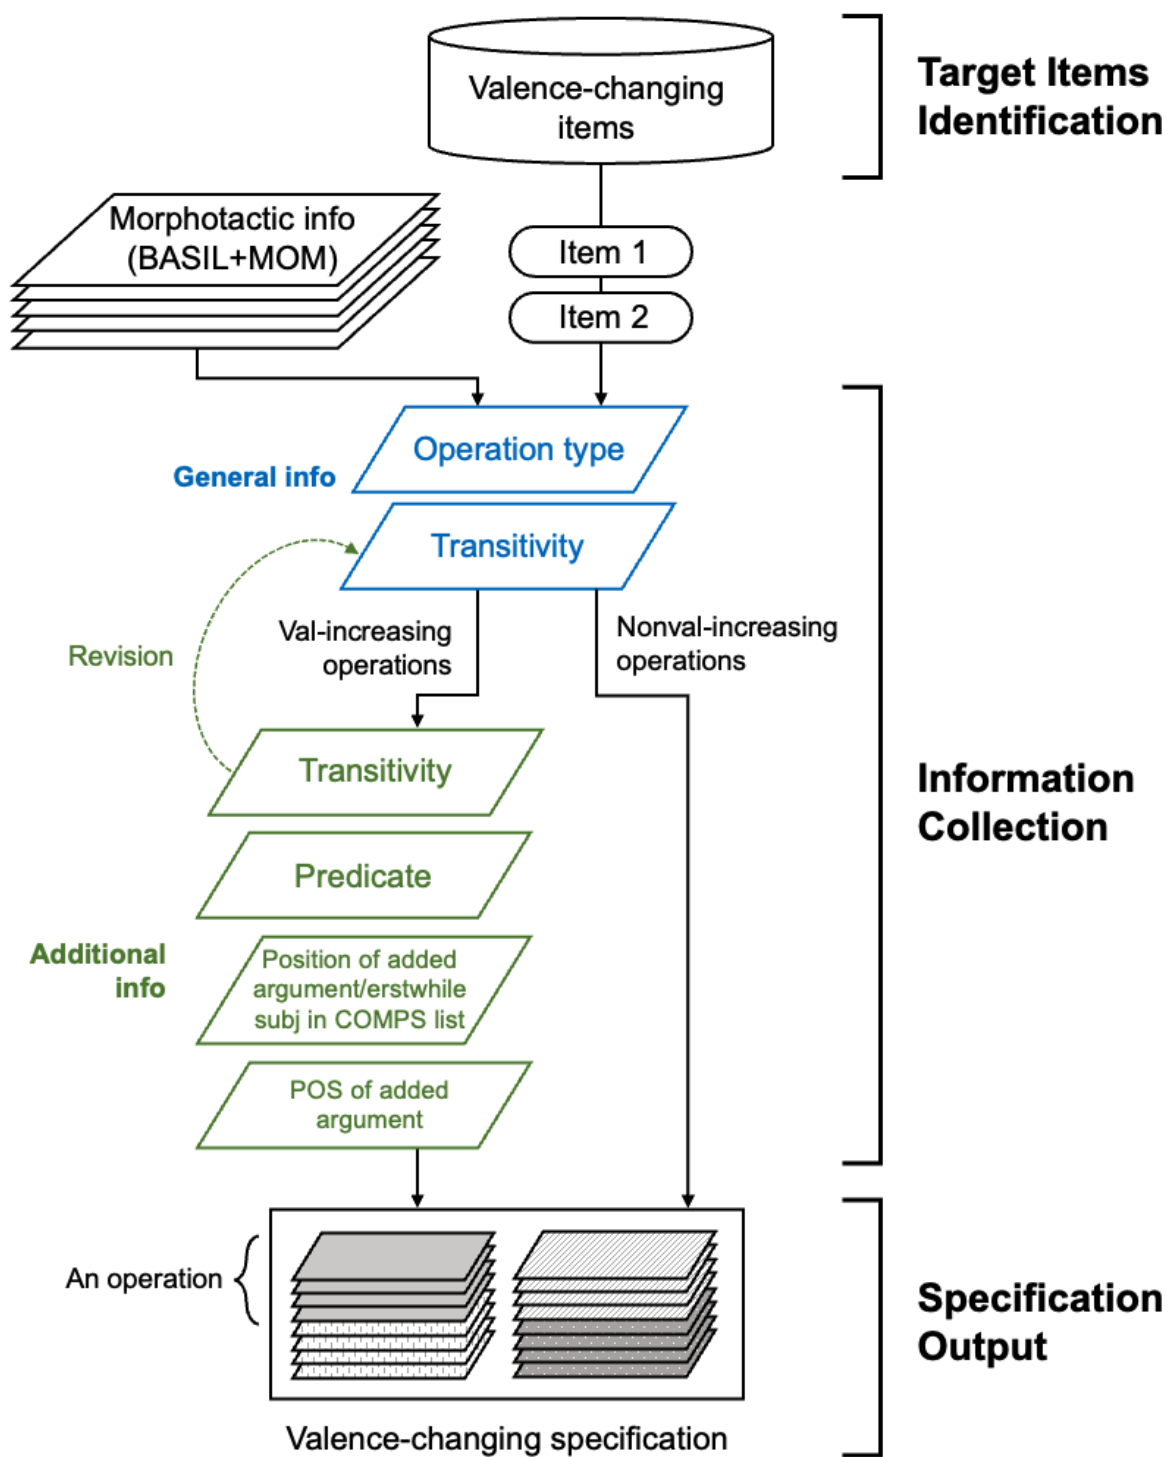 Valence-changing
items
Target Items
Identification
Morphotactic info
(BASIL+MOM)
Item 1
Item 2
Operation type
General info
Transitivity
Val-increasing
operations
Nonval-increasing
operations
Revision
Transitivity
Information
Collection
Predicate
Additional
info
Position of added
argument/erstwhile
subj in COMPS list
POS of added
argument
An operation
Specification
Output
Valence-changing specification